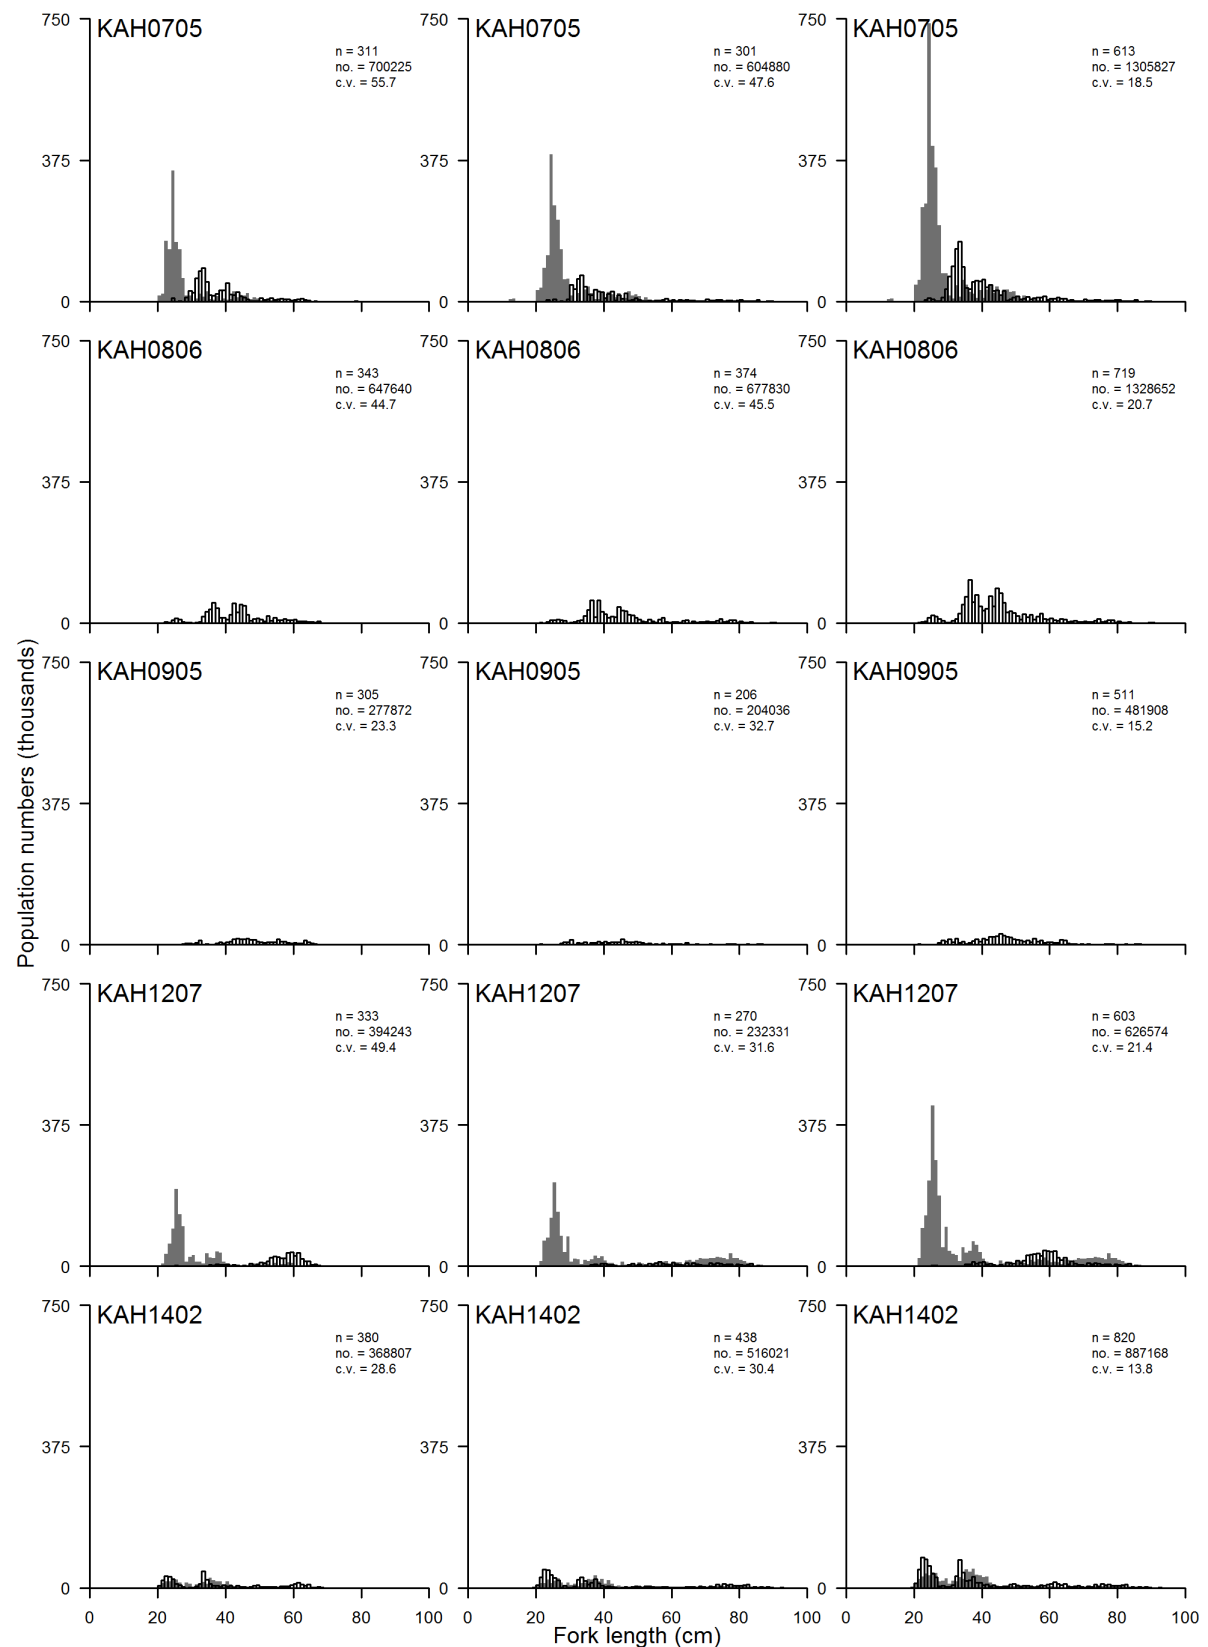 750 KAH0705 750 KAH0705 750 KAH0705
n = 311 n = 301 n = 613
no. = 700225 no. = 604880 no. = 1305827
c.v. = 55.7 c.v. = 47.6 c.v. = 18.5
375 375 375
0 0 0
750 KAH0806 750 KAH0806 750 KAH0806
n = 343 n = 374 n = 719
no. = 647640 no. = 677830 no. = 1328652
c.v. = 44.7 c.v. = 45.5 c.v. = 20.7
375 375 375
0 0 0
Population numbers (thousands)
750 KAH0905 750 KAH0905 750 KAH0905
n = 305 n = 206 n = 511
no. = 277872 no. = 204036 no. = 481908
c.v. = 23.3 c.v. = 32.7 c.v. = 15.2
375 375 375
0 0 0
750 KAH1207 750 KAH1207 750 KAH1207
n = 333 n = 270 n = 603
no. = 394243 no. = 232331 no. = 626574
c.v. = 49.4 c.v. = 31.6 c.v. = 21.4
375 375 375
0 0 0
750 KAH1402 750 KAH1402 750 KAH1402
n = 380 n = 438 n = 820
no. = 368807 no. = 516021 no. = 887168
c.v. = 28.6 c.v. = 30.4 c.v. = 13.8
375 375 375
0 0 0
0 20 40 60 80 100 0 20 40 60 80 100 0 20 40 60 80 100
Fork length (cm)